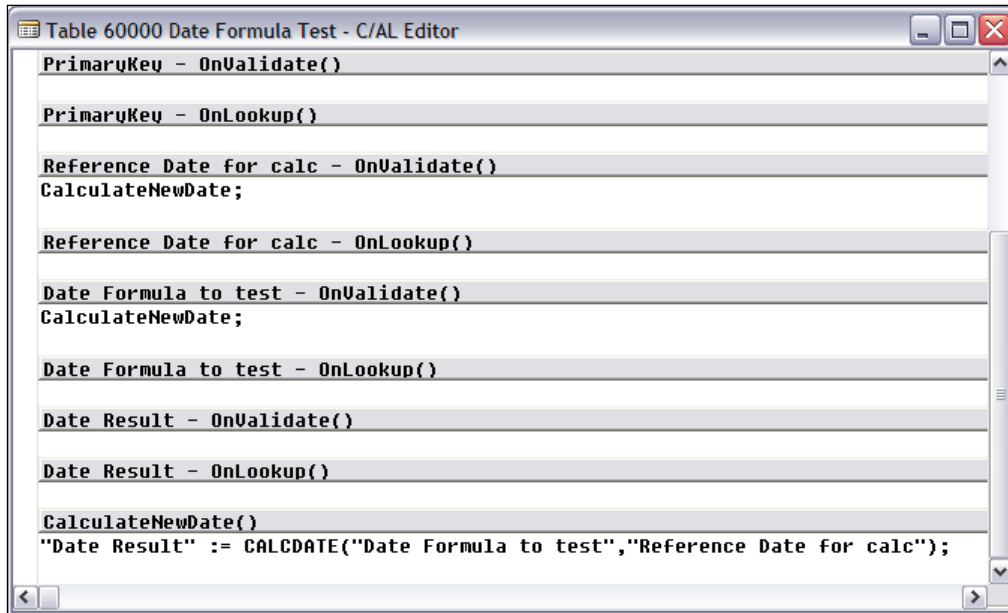 Table 60000 Date Formula Test - C/AL Editor
PrimaryKey - OnValidate()
PrimaryKey - OnLookup()
Reference Date for calc - OnValidate()
CalculateNewDate;
Reference Date for calc - OnLookup()
Date Formula to test - OnValidate()
CalculateNewDate;
Date Formula to test - OnLookup()
Date Result - OnValidate()
Date Result - OnLookup()
CalculateNewDate()
"Date Result" := CALCDATE("Date Formula to test","Reference Date for calc");